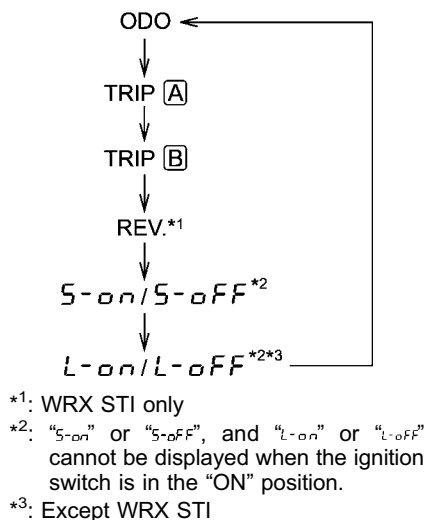 ODO
TRIP A
TRIP B
REV.*1
S-on/S-oFF*2
L-on/L-oFF*2*3
*1: WRX STI only
*2: “S-on” or “S-oFF”, and “L-on” or “L-oFF”
cannot be displayed when the ignition
switch is in the “ON” position.
*3: Except WRX STI